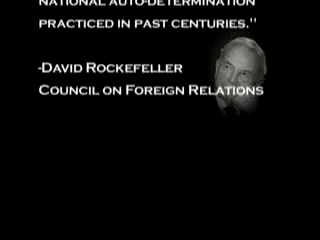 NATIONAL AUTO-DETERMINATION
PRACTICED IN PAST CENTURIES."
-DAVID ROCKEFELLER
COUNCIL ON FOREIGN RELATIONS